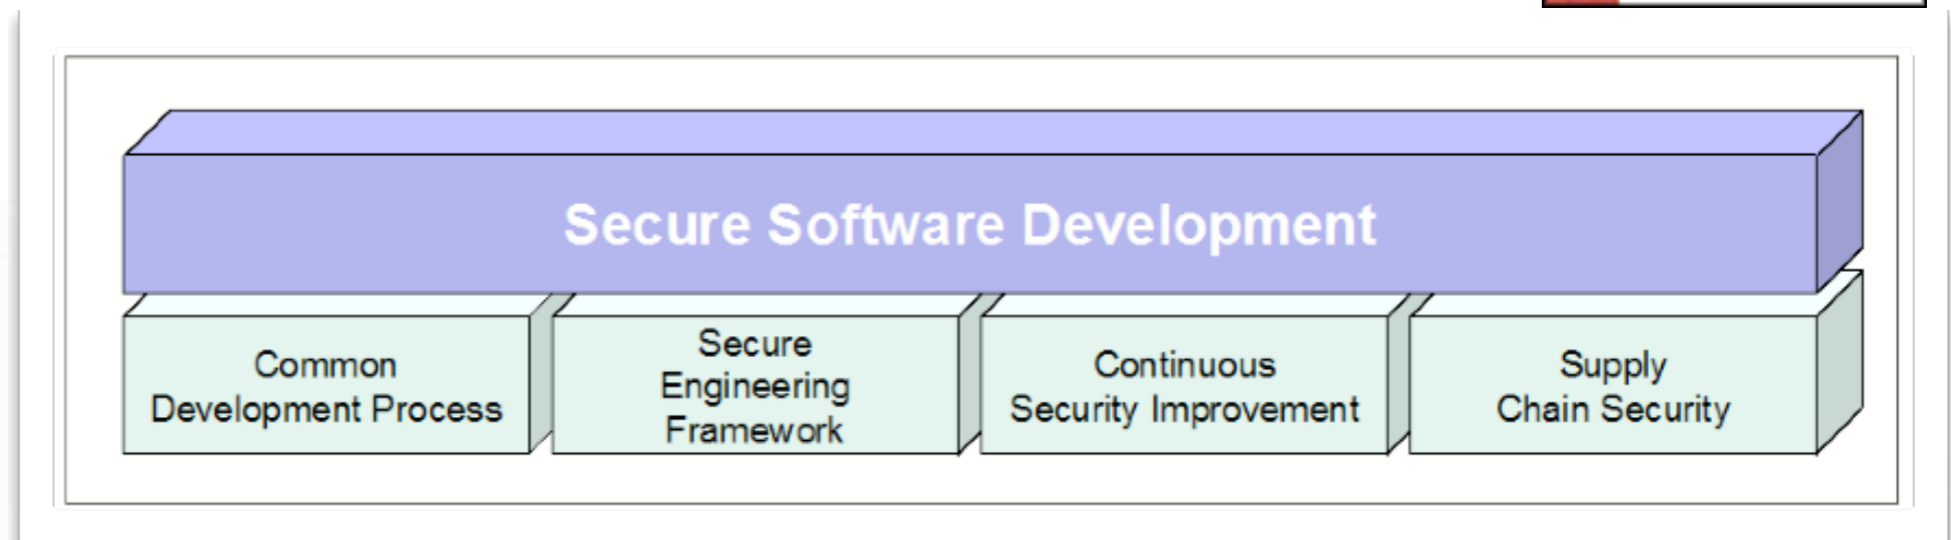 Secure Software Development
Common
Development Process
Secure
Engineering
Framework
Continuous
Security Improvement
Supply
Chain Security